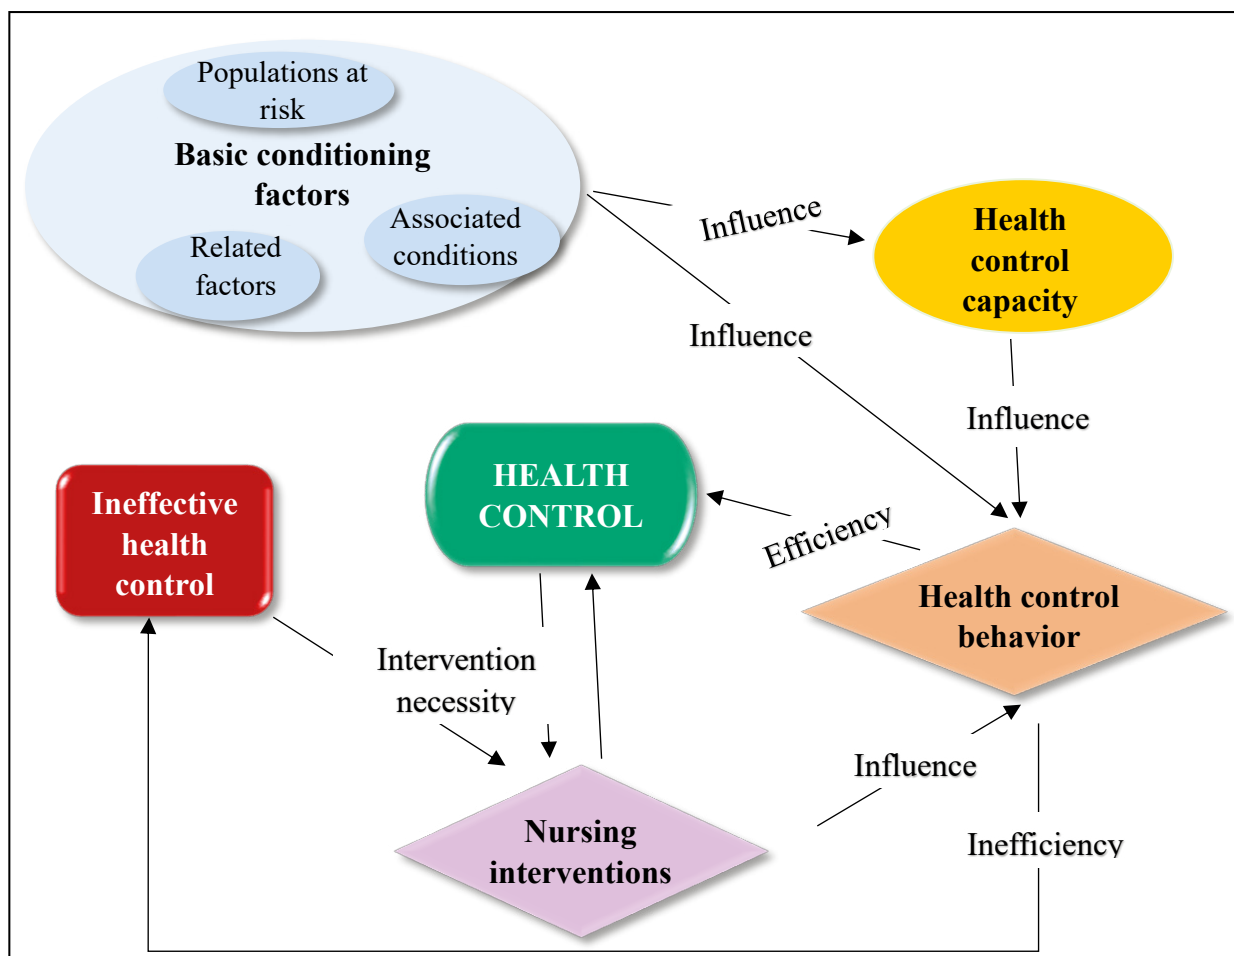 Populations at
risk
Basic conditioning
factors
Associated
conditions
Related
factors
Influence
Health
control
capacity
Influence
Influence
HEALTH
CONTROL
Ineffective
health
control
Efficiency
Health control
behavior
Intervention
necessity
Influence
Nursing
interventions
Inefficiency